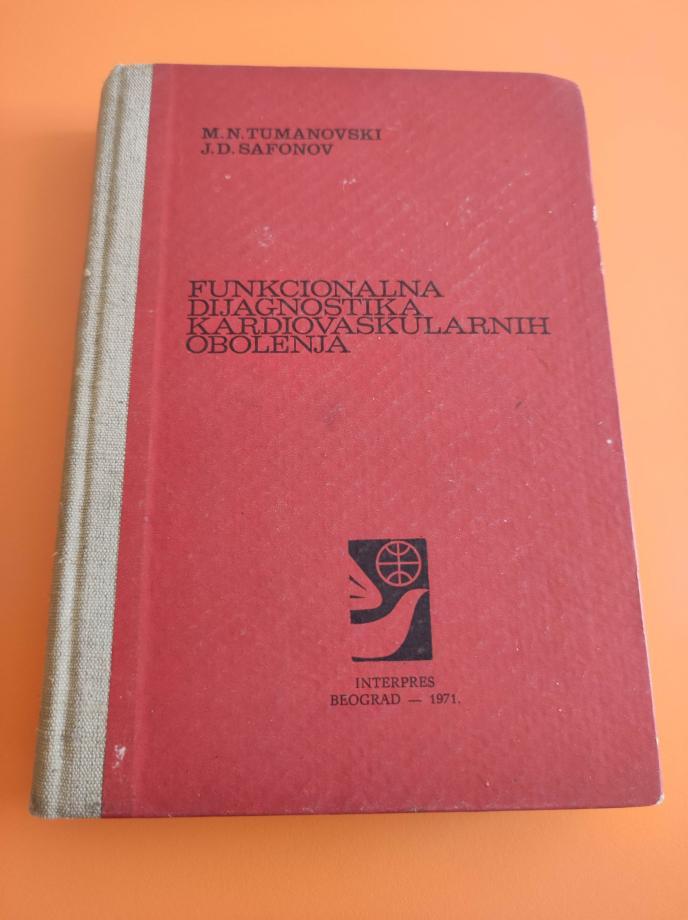 M.N. TUMANOVSKI
J.D. SAFONOV
FUNKCIONALNA
DIJAGNOSTIKA
KARDIOVASKULARNIH
OBOLENJA
INTERPRES
BEOGRAD — 1971.